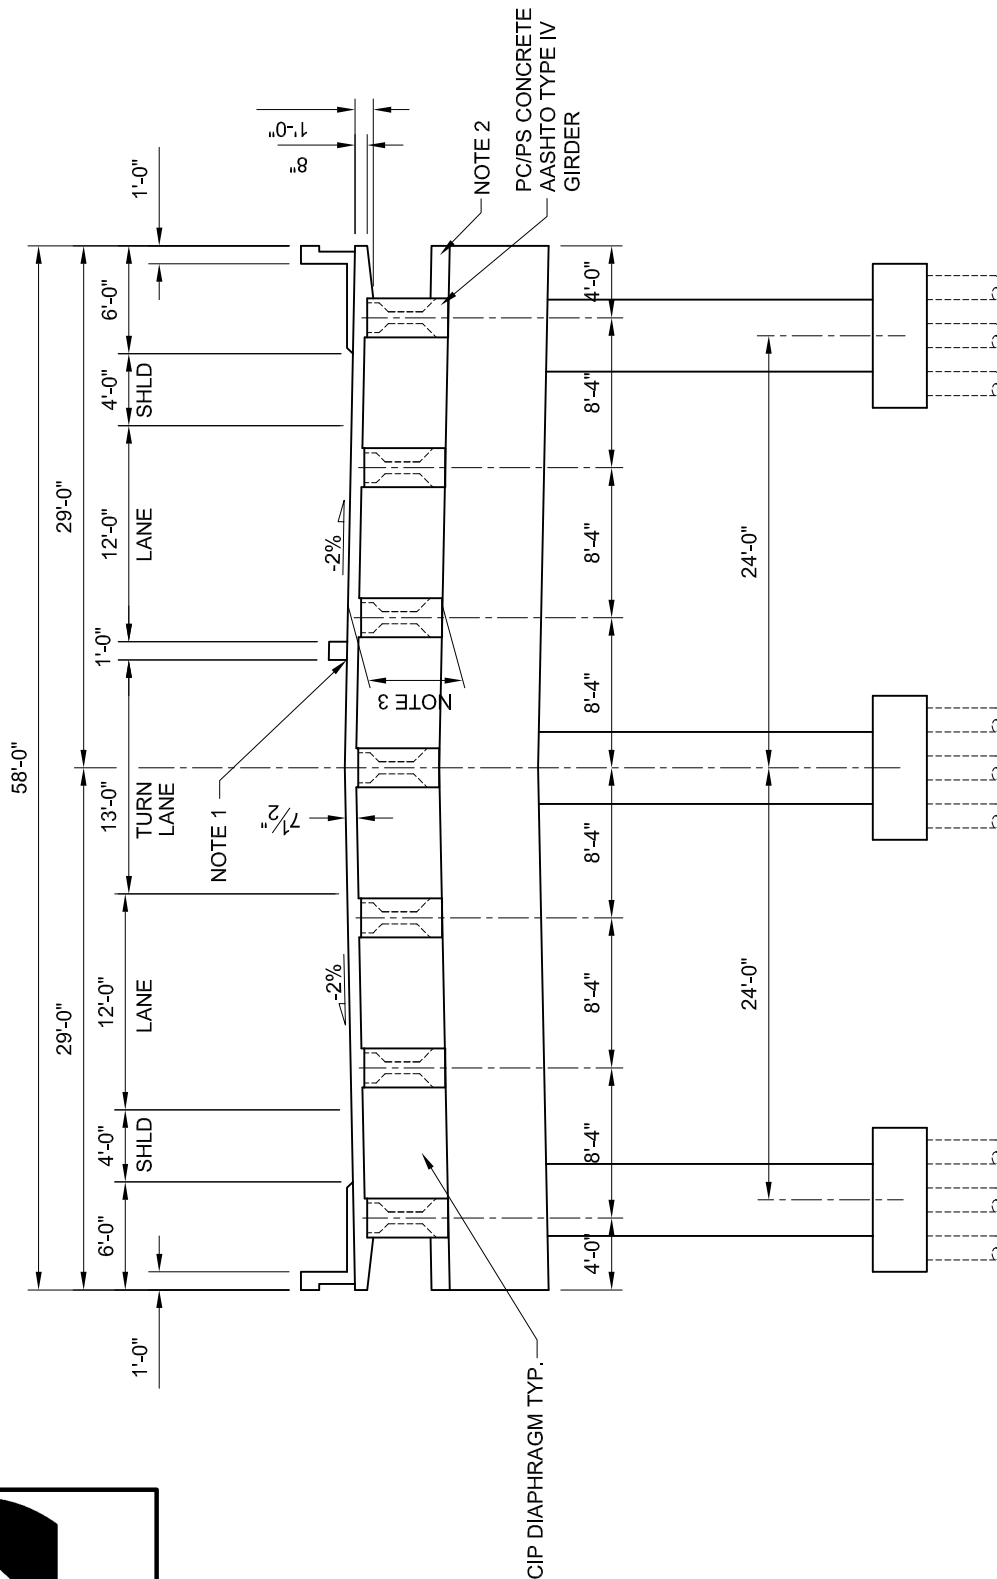 58'-0"
29'-0"
29'-0"
1'-0"
6'-0"
4'-0"
12'-0"
13'-0"
1'-0"
12'-0"
4'-0"
6'-0"
1'-0"
SHLD
LANE
TURN
LANE
LANE
SHLD
NOTE 1
-2%
7½"
-2%
8"
1'-0"
NOTE 3
NOTE 2
PC/PS CONCRETE
AASHTO TYPE IV
GIRDER
CIP DIAPHRAGM TYP.
4'-0"
8'-4"
8'-4"
8'-4"
8'-4"
8'-4"
8'-4"
4'-0"
24'-0"
24'-0"